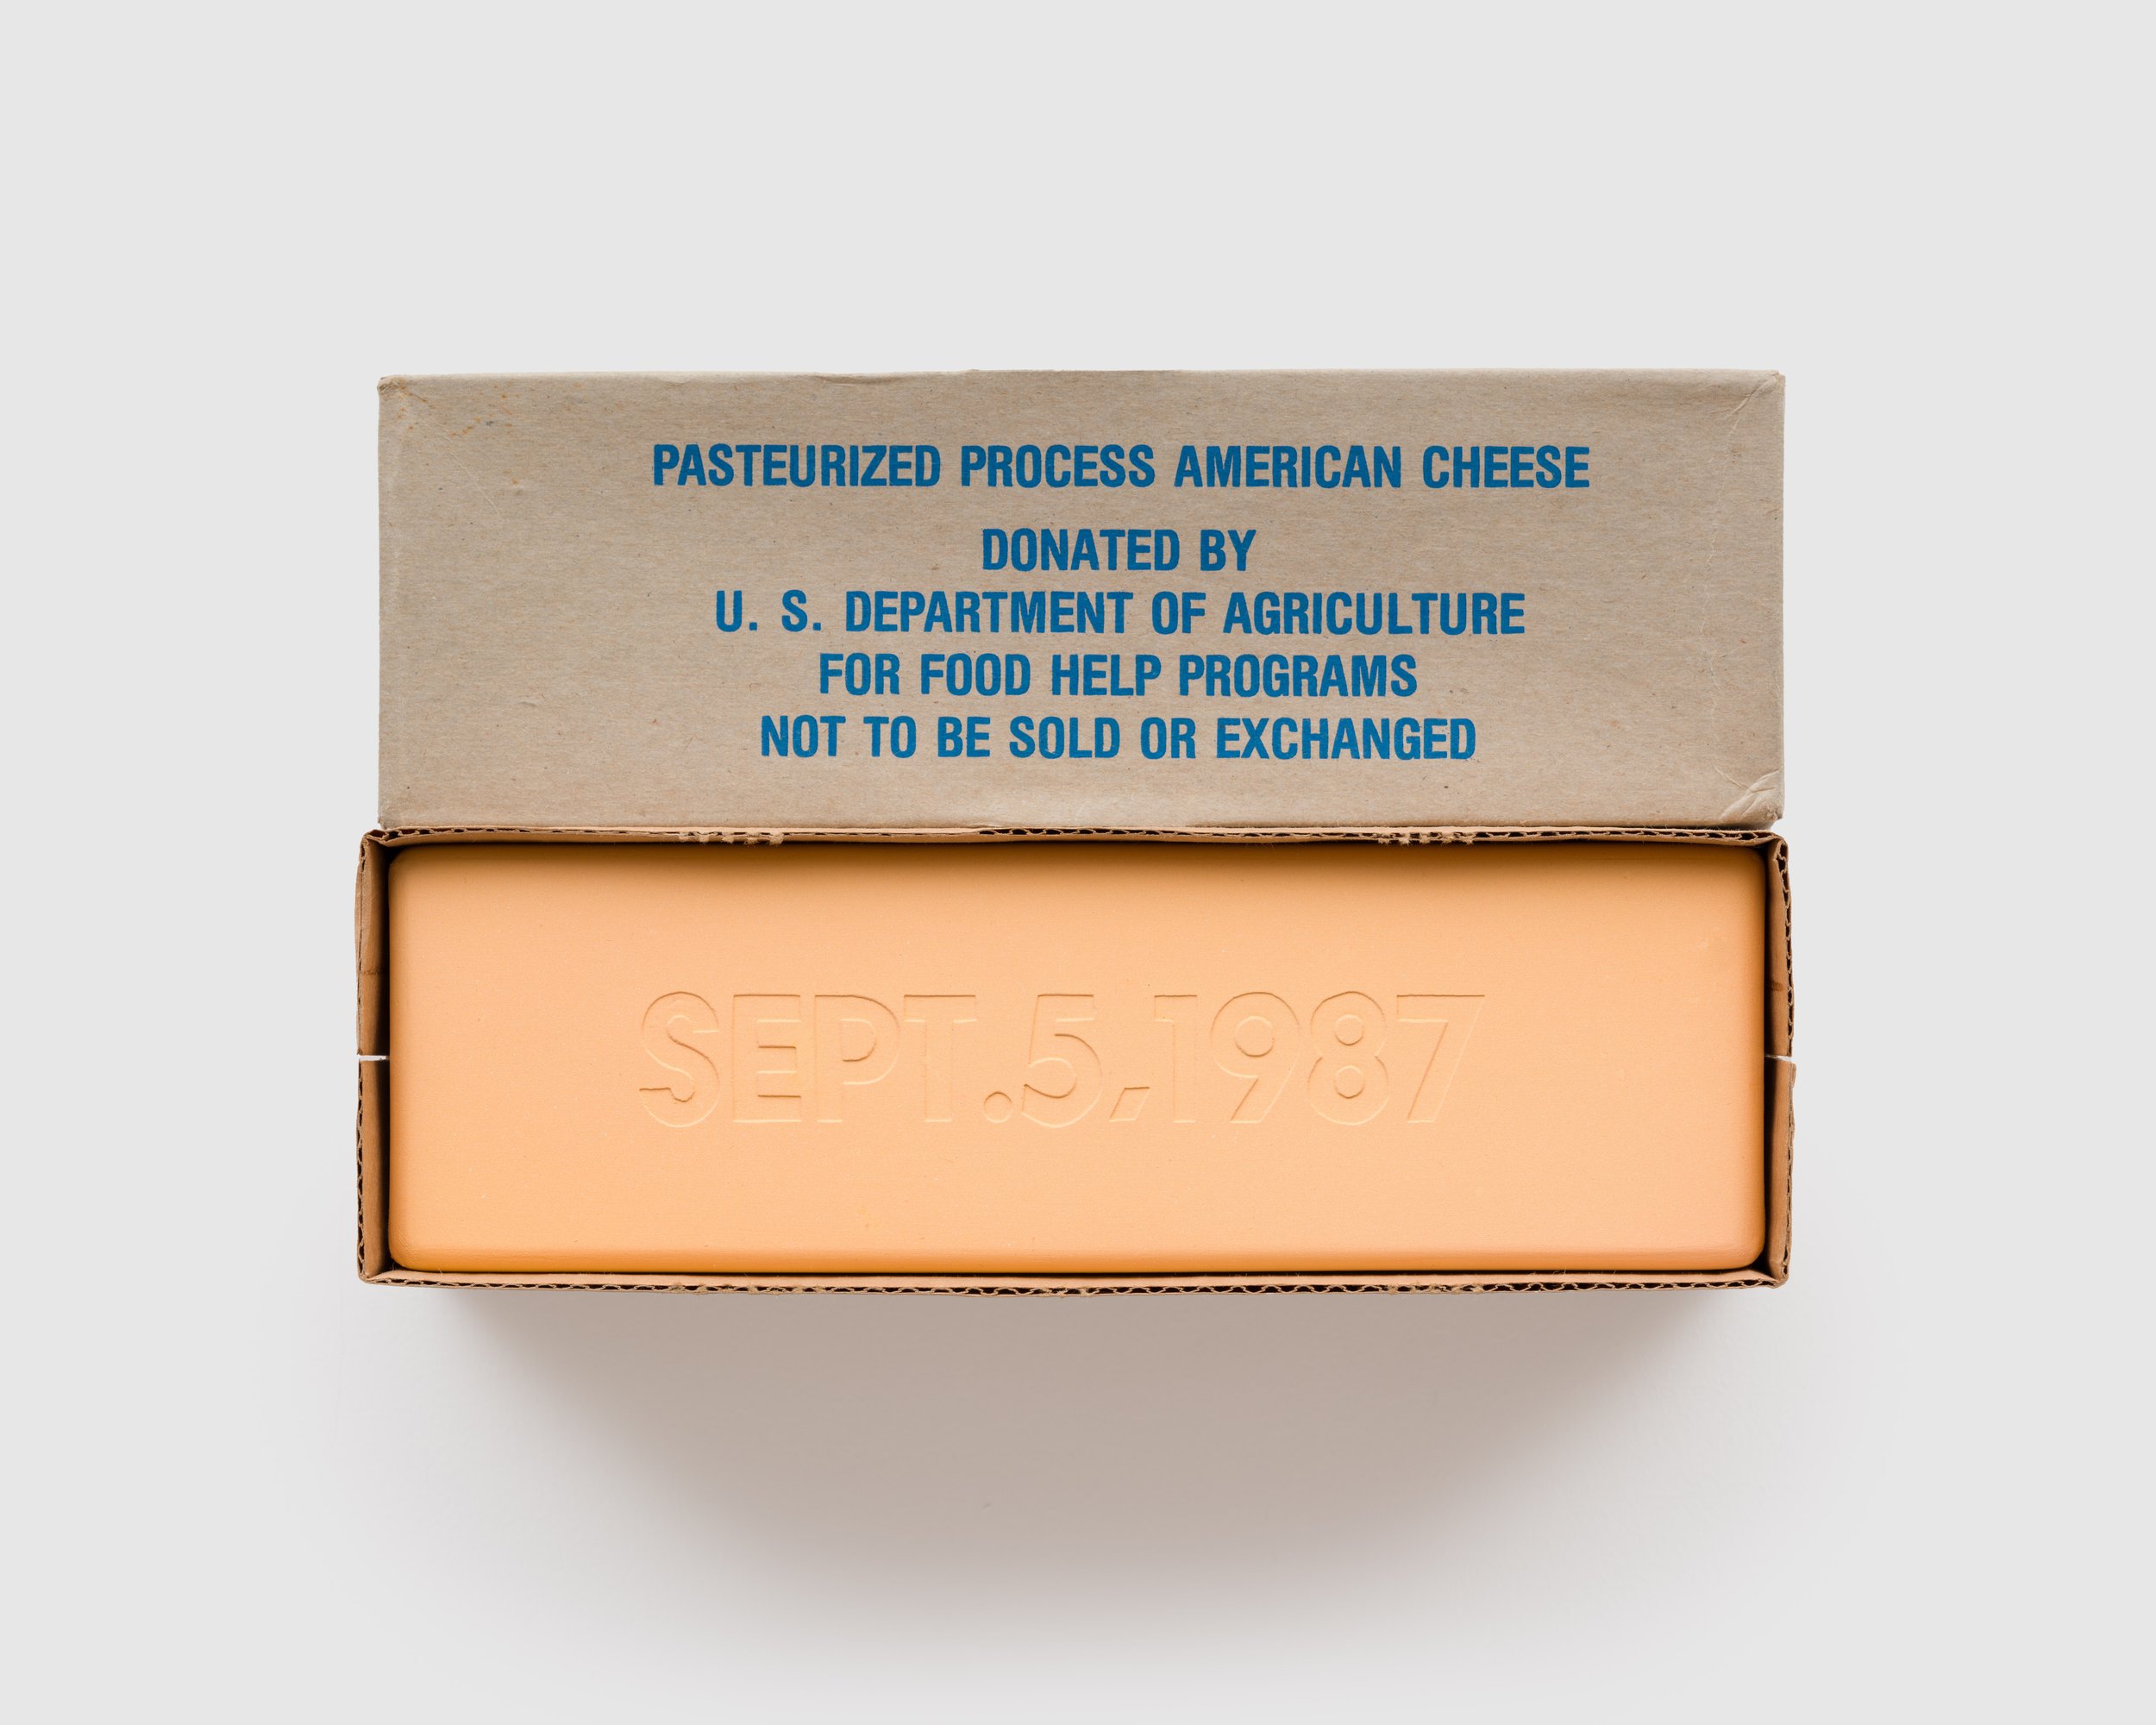 PASTEURIZED PROCESS AMERICAN CHEESE
DONATED BY
U. S. DEPARTMENT OF AGRICULTURE
FOR FOOD HELP PROGRAMS
NOT TO BE SOLD OR EXCHANGED
SEPT.5,1987